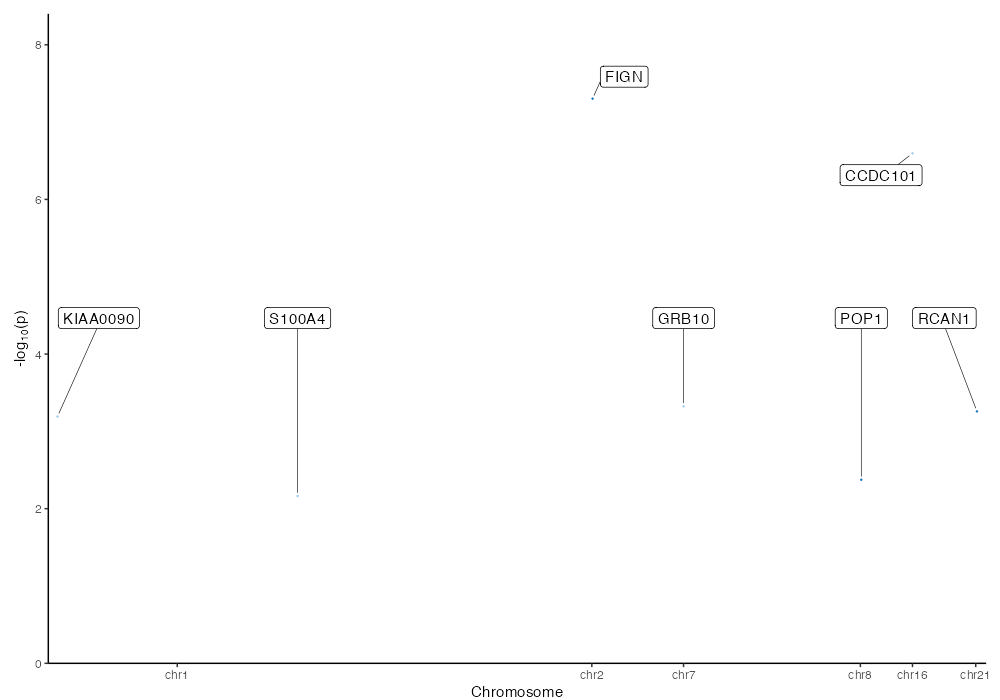 8
FIGN
CCDC101
6
KIAA0090
S100A4
GRB10
POP1
RCAN1
-log10(p)
4
2
0
chr1
chr2
chr7
chr8
chr16
chr21
Chromosome